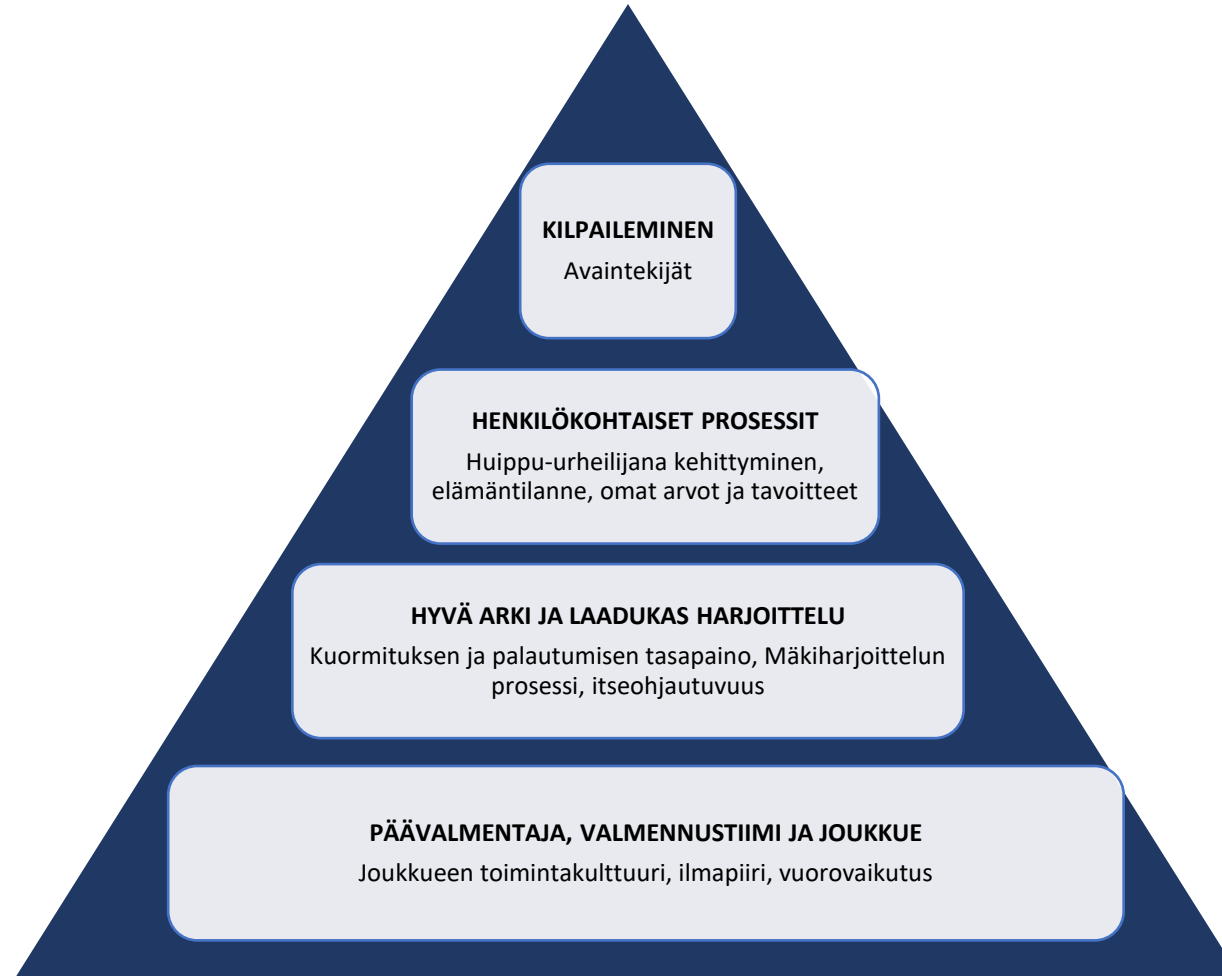 KILPAILEMINEN
Avaintekijät
HENKILÖKOHTAISET PROSESSIT
Huippu-urheilijana kehittyminen,
elämäntilanne, omat arvot ja tavoitteet
HYVÄ ARKI JA LAADUKAS HARJOITTELU
Kuormituksen ja palautumisen tasapaino, Mäkiharjoittelun
prosessi, itseohjautuvuus
PÄÄVALMENTAJA, VALMENNUSTIIMI JA JOUKKUE
Joukkueen toimintakulttuuri, ilmapiiri, vuorovaikutus